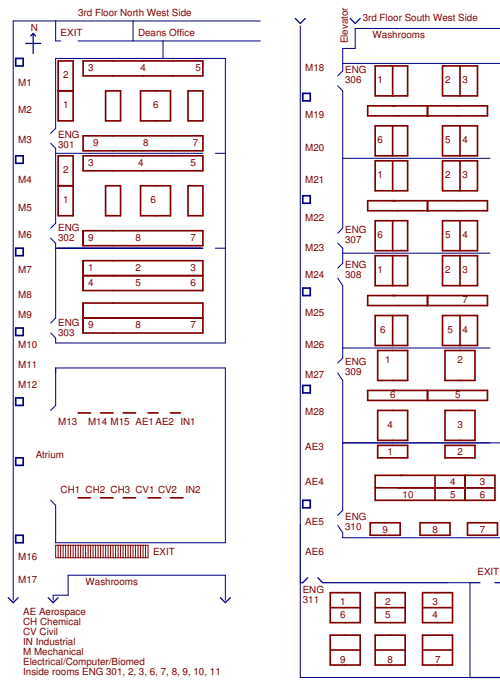 3rd Floor North West Side
N
EXIT
Deans Office
2
3 4 5
M1
1
6
M2
M3
ENG
301
9 8 7
2
3 4 5
M4
1
6
M5
M6
ENG
302
9 8 7
M7
1 2 3
4 5 6
M8
M9
ENG
303
9 8 7
M10
M11
M12
M13 M14 M15 AE1 AE2 IN1
Atrium
CH1 CH2 CH3 CV1 CV2 IN2
M16
EXIT
M17
Washrooms
AE Aerospace
CH Chemical
CV Civil
IN Industrial
M Mechanical
Electrical/Computer/Biomed
Inside rooms ENG 301, 2, 3, 6, 7, 8, 9, 10, 11
Elevator
3rd Floor South West Side
Washrooms
M18
ENG
306
1 2 3
M19
M20
6 5 4
M21
1 2 3
M22
M23
ENG
307
6 5 4
M24
ENG
308
1 2 3
M25
7
M26
6 5 4
ENG
309
1 2
M27
6 5
M28
4 3
AE3
1 2
AE4
4 3
10 5 6
AE5
ENG
310
9 8 7
AE6
EXIT
ENG
311
1 2 3
6 5 4
9 8 7